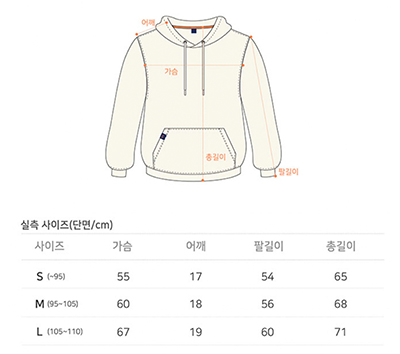 어깨
가슴
총길이
팔길이
실측 사이즈(단면/cm)
사이즈 가슴 어깨 팔길이 총길이
S (~95) 55 17 54 65
M (95~105) 60 18 56 68
L (105~110) 67 19 60 71